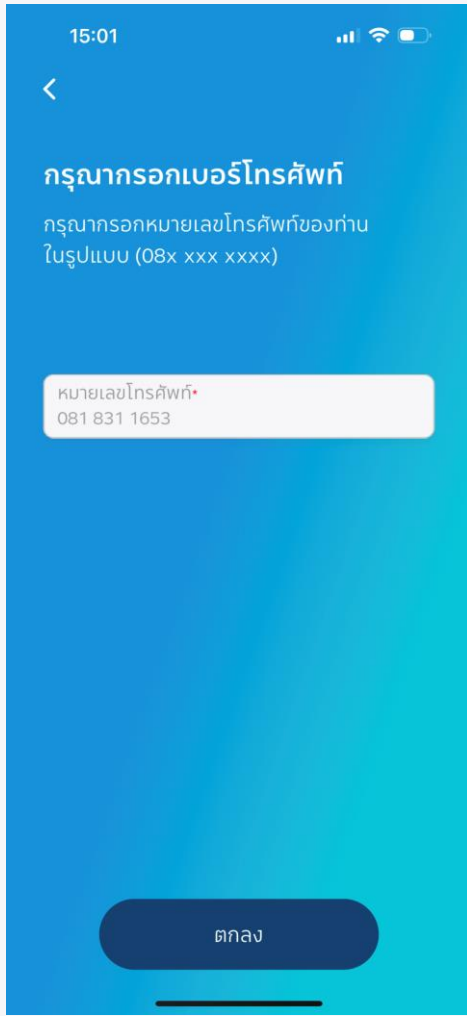 15:01
กรุณากรอกเบอร์โทรศัพท์
กรุณากรอกหมายเลขโทรศัพท์ของท่าน
ในรูปแบบ (08x xxx xxxx)
หมายเลขโทรศัพท์•
081 831 1653
ตกลง